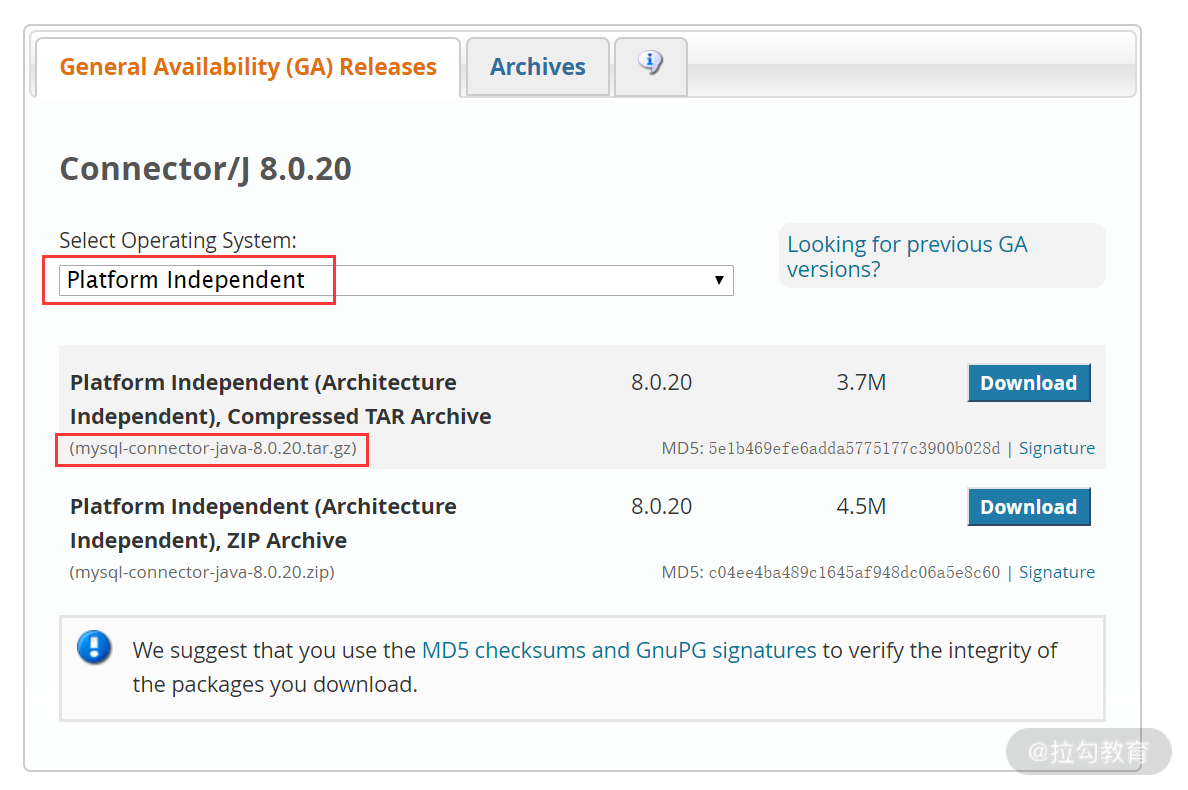 General Availability (GA) Releases
Archives
Connector/J 8.0.20
Select Operating System:
Looking for previous GA
versions?
Platform Independent
Platform Independent (Architecture
Independent), Compressed TAR Archive
8.0.20
3.7M
Download
(mysql-connector-java-8.0.20.tar.gz)
MD5: 5e1b469efe6adda5775177c3900b028d | Signature
Platform Independent (Architecture
Independent), ZIP Archive
8.0.20
4.5M
Download
(mysql-connector-java-8.0.20.zip)
MD5: c04ee4ba489c1645af948dc06a5e8c60 | Signature
We suggest that you use the MD5 checksums and GnuPG signatures to verify the integrity of
the packages you download.
@拉勾教育